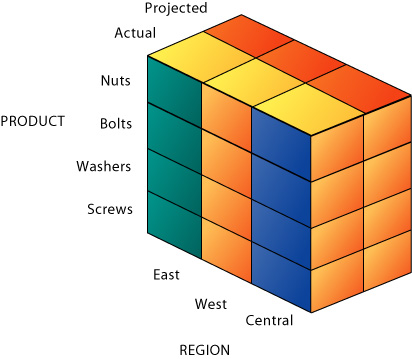 Projected
Actual
Nuts
PRODUCT
Bolts
Washers
Screws
East
West
Central
REGION